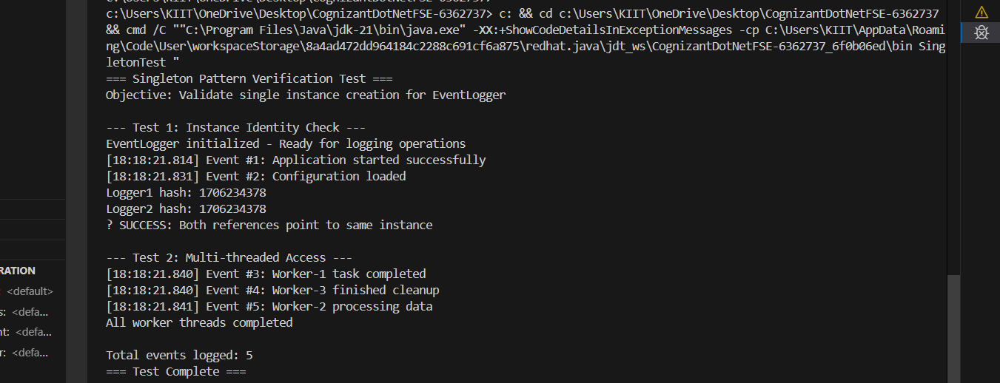 c:\Users\KIIT\OneDrive\Desktop\CognizantDotNetFSE-6362737> c: && cd c:\Users\KIIT\OneDrive\Desktop\CognizantDotNetFSE-6362737
&& cmd /C ""C:\Program Files\Java\jdk-21\bin\java.exe" -XX:+ShowCodeDetailsInExceptionMessages -cp C:\Users\KIIT\AppData\Roami
ng\Code\User\workspaceStorage\8a4ad472dd964184c2288c691cf6a875\redhat.java\jdt_ws\CognizantDotNetFSE-6362737_6f0b06ed\bin Sing
letonTest "
=== Singleton Pattern Verification Test ===
Objective: Validate single instance creation for EventLogger
--- Test 1: Instance Identity Check ---
EventLogger initialized - Ready for logging operations
[18:18:21.814] Event #1: Application started successfully
[18:18:21.831] Event #2: Configuration loaded
Logger1 hash: 1706234378
Logger2 hash: 1706234378
? SUCCESS: Both references point to same instance
--- Test 2: Multi-threaded Access ---
[18:18:21.840] Event #3: Worker-1 task completed
[18:18:21.840] Event #4: Worker-3 finished cleanup
[18:18:21.841] Event #5: Worker-2 processing data
All worker threads completed
Total events logged: 5
=== Test Complete ===
RATION
: <default>
s: <defa...
nt: <defa...
r: <defa...